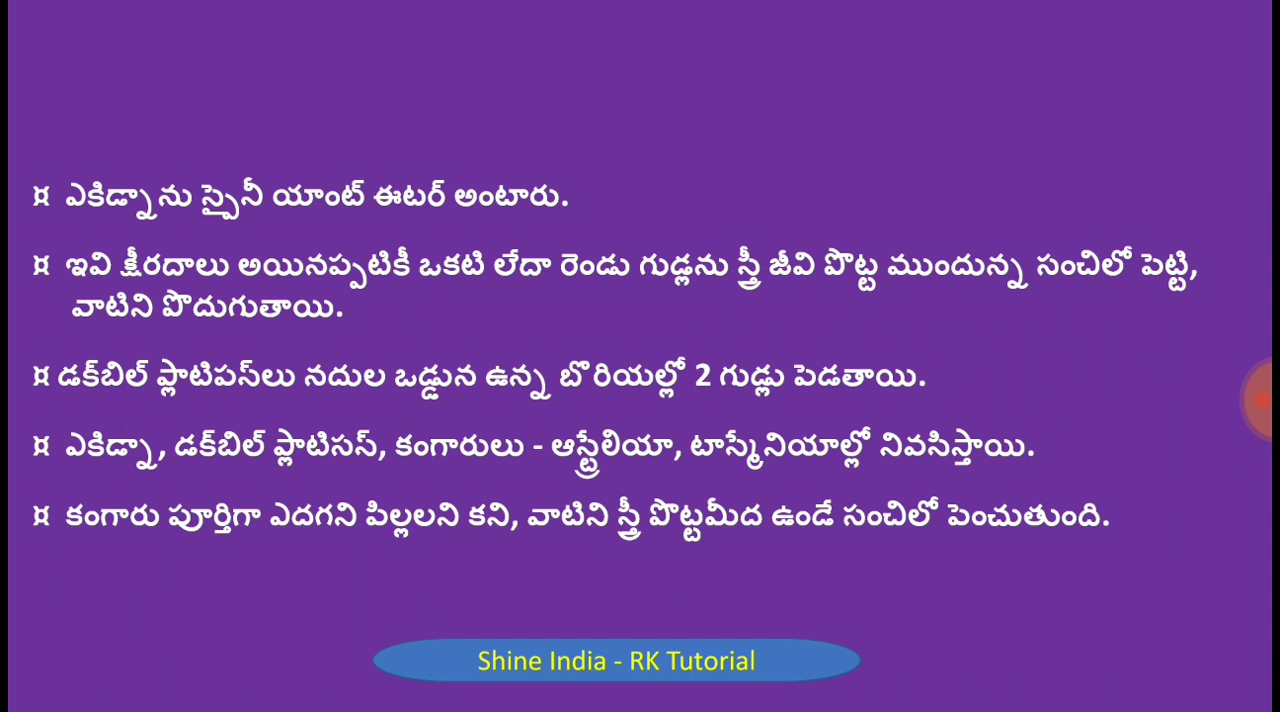 ¤ ఎకిడ్నాను స్పైనీ యాంట్ ఈటర్ అంటారు.
¤ ఇవి క్షీరదాలు అయినప్పటికీ ఒకటి లేదా రెండు గుడ్లను స్త్రీ జీవి పొట్ట ముందున్న సంచిలో పెట్టి,
వాటిని పొదుగుతాయి.
¤ డక్‌బిల్ ప్లాటిపస్‌లు నదుల ఒడ్డున ఉన్న బొరియల్లో 2 గుడ్లు పెడతాయి.
¤ ఎకిడ్నా, డక్‌బిల్ ప్లాటిసస్, కంగారులు - ఆస్ట్రేలియా, టాస్మేనియాల్లో నివసిస్తాయి.
¤ కంగారు పూర్తిగా ఎదగని పిల్లలని కని, వాటిని స్త్రీ పొట్టమీద ఉండే సంచిలో పెంచుతుంది.
Shine India - RK Tutorial